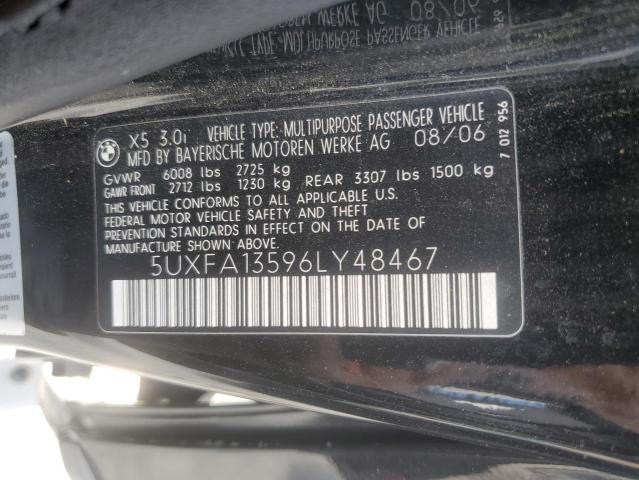 X5 3.0i VEHICLE TYPE: MULTIPURPOSE PASSENGER VEHICLE
MFD BY BAYERISCHE MOTOREN WERKE AG 08/06
GVWR 6008 lbs 2725 kg
GAWR FRONT 2712 lbs 1230 kg REAR 3307 lbs 1500 kg
THIS VEHICLE CONFORMS TO ALL APPLICABLE U.S.
FEDERAL MOTOR VEHICLE SAFETY AND THEFT
PREVENTION STANDARDS IN EFFECT ON THE DATE OF
MANUFACTURE SHOWN ABOVE.
5UXFA13596LY48467
7 012 956